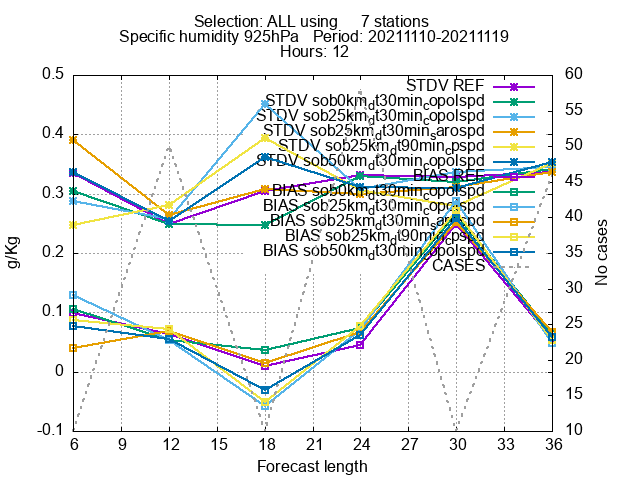 Selection: ALL using 7 stations
Specific humidity 925hPa Period: 20211110-20211119
Hours: 12
STDV REF
STDV sob0km_dt30min_copolspd
STDV sob25km_dt30min_copolspd
STDV sob25km_dt30min_sarospd
STDV sob25km_dt90min_cpspd
STDV sob50km_dt30min_copolspd
BIAS REF
BIAS sob0km_dt30min_copolspd
BIAS sob25km_dt30min_copolspd
BIAS sob25km_dt30min_sarospd
BIAS sob25km_dt90min_cpspd
BIAS sob50km_dt30min_copolspd
CASES
0.5
0.4
0.3
0.2
0.1
0
-0.1
g/Kg
60
55
50
45
40
35
30
25
20
15
10
No cases
6 9 12 15 18 21 24 27 30 33 36
Forecast length